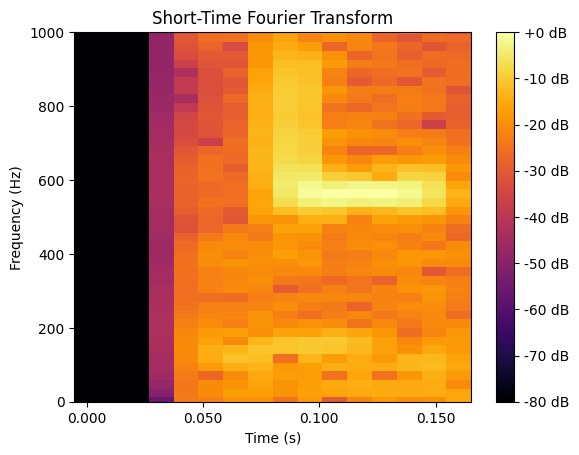 Short-Time Fourier Transform
Frequency (Hz)
1000
800
600
400
200
0
0.000
0.050
0.100
0.150
Time (s)
+0 dB
-10 dB
-20 dB
-30 dB
-40 dB
-50 dB
-60 dB
-70 dB
-80 dB